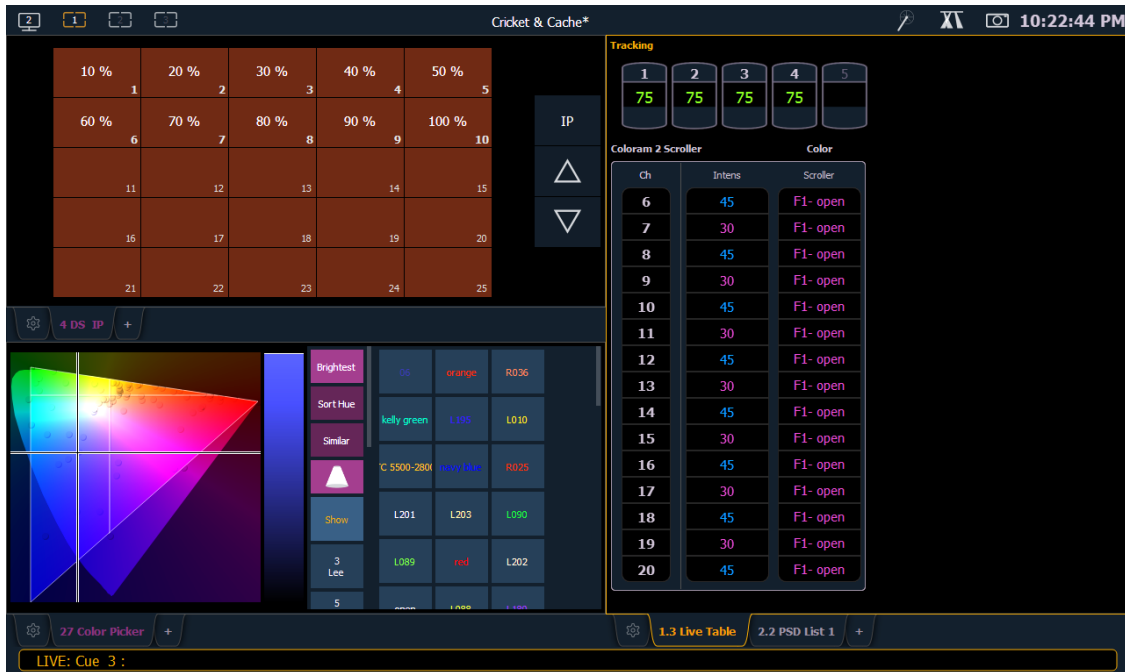 2 1 2 3 Cricket & Cache* 10:22:44 PM
10 % 20 % 30 % 40 % 50 %
1 2 3 4 5
60 % 70 % 80 % 90 % 100 %
6 7 8 9 10
11 12 13 14 15
16 17 18 19 20
21 22 23 24 25
IP
4 DS IP +
Brightest
Sort Hue
Similar
Show
3
Lee
5
06 orange R036
kelly green L010
navy blue R025
L201 L203 L090
L089 red L202
open L088 L180
27 Color Picker +
Tracking
1 2 3 4 5
75 75 75 75
Coloram 2 Scroller Color
Ch Intens Scroller
6 45 F1- open
7 30 F1- open
8 45 F1- open
9 30 F1- open
10 45 F1- open
11 30 F1- open
12 45 F1- open
13 30 F1- open
14 45 F1- open
15 30 F1- open
16 45 F1- open
17 30 F1- open
18 45 F1- open
19 30 F1- open
20 45 F1- open
1.3 Live Table 2.2 PSD List 1 +
LIVE: Cue 3 :